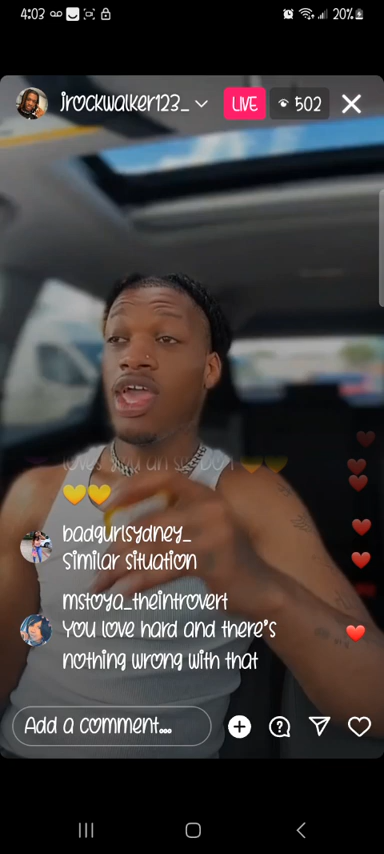 4:03
20%
jrockwalker123_
LIVE
502
💛💛
badgurlsydney_
similar situation
mstoya_theintrovert
You love hard and there's
nothing wrong with that
Add a comment...